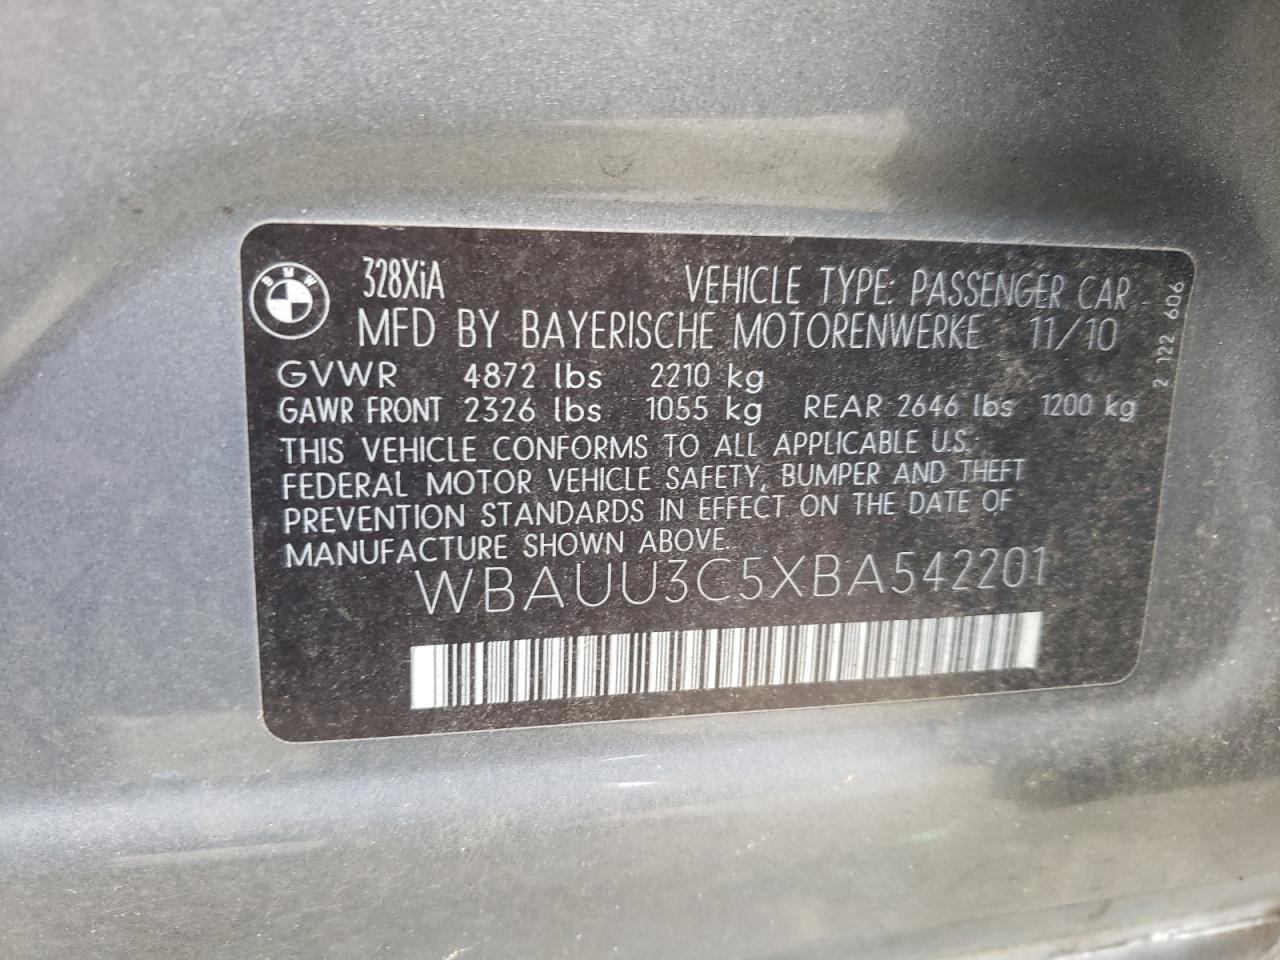 BMW
328XiA VEHICLE TYPE: PASSENGER CAR
MFD BY BAYERISCHE MOTORENWERKE 11/10
GVWR 4872 lbs 2210 kg
GAWR FRONT 2326 lbs 1055 kg REAR 2646 lbs 1200 kg
THIS VEHICLE CONFORMS TO ALL APPLICABLE U.S.
FEDERAL MOTOR VEHICLE SAFETY, BUMPER AND THEFT
PREVENTION STANDARDS IN EFFECT ON THE DATE OF
MANUFACTURE SHOWN ABOVE.
WBAUU3C5XBA542201
2 122 606